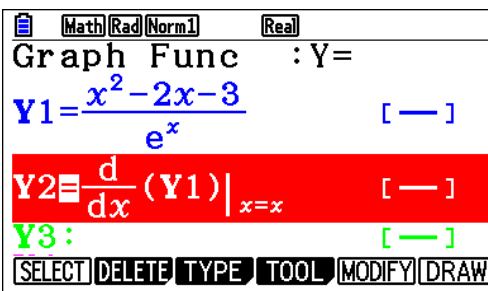 Math Rad Norm1 Real
Graph Func :Y=
Y1=x²-2x-3/eˣ [—]
Y2=d/dx(Y1)|x=x [—]
Y3: [—]
SELECT DELETE TYPE TOOL MODIFY DRAW